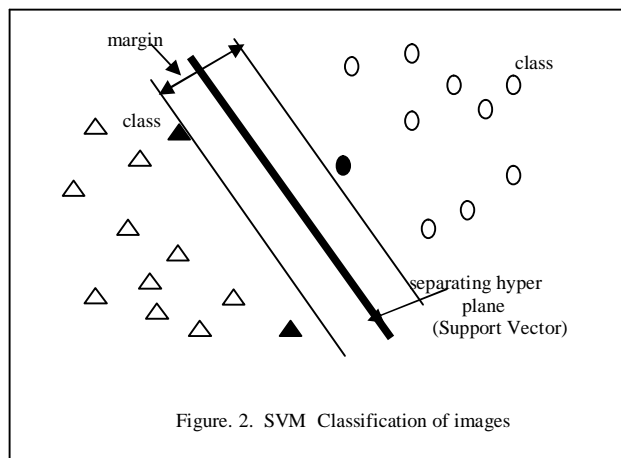 margin
class
class
separating hyper
plane
(Support Vector)
Figure. 2. SVM Classification of images